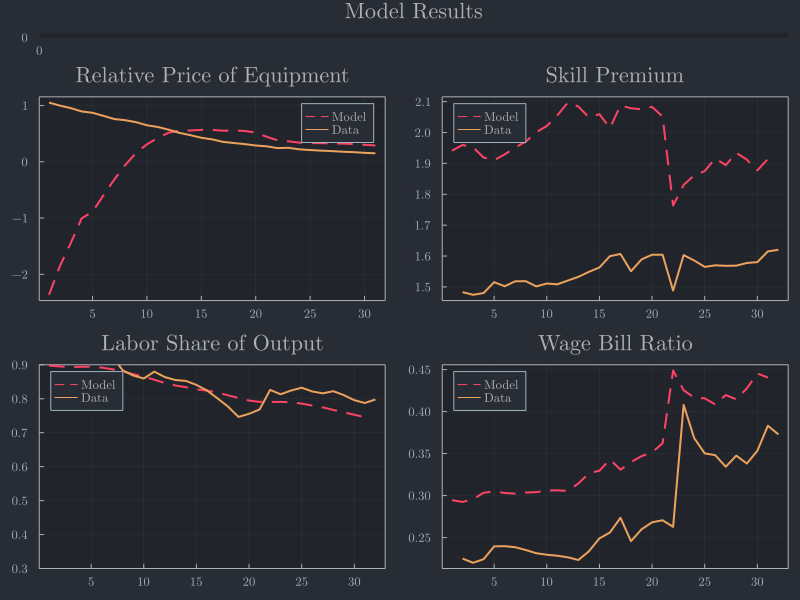 Model Results
0
0
Relative Price of Equipment
1
0
−1
−2
Model
Data
5 10 15 20 25 30
Skill Premium
2.1
2.0
1.9
1.8
1.7
1.6
1.5
Model
Data
5 10 15 20 25 30
Labor Share of Output
0.9
0.8
0.7
0.6
0.5
0.4
0.3
Model
Data
5 10 15 20 25 30
Wage Bill Ratio
0.45
0.40
0.35
0.30
0.25
Model
Data
5 10 15 20 25 30